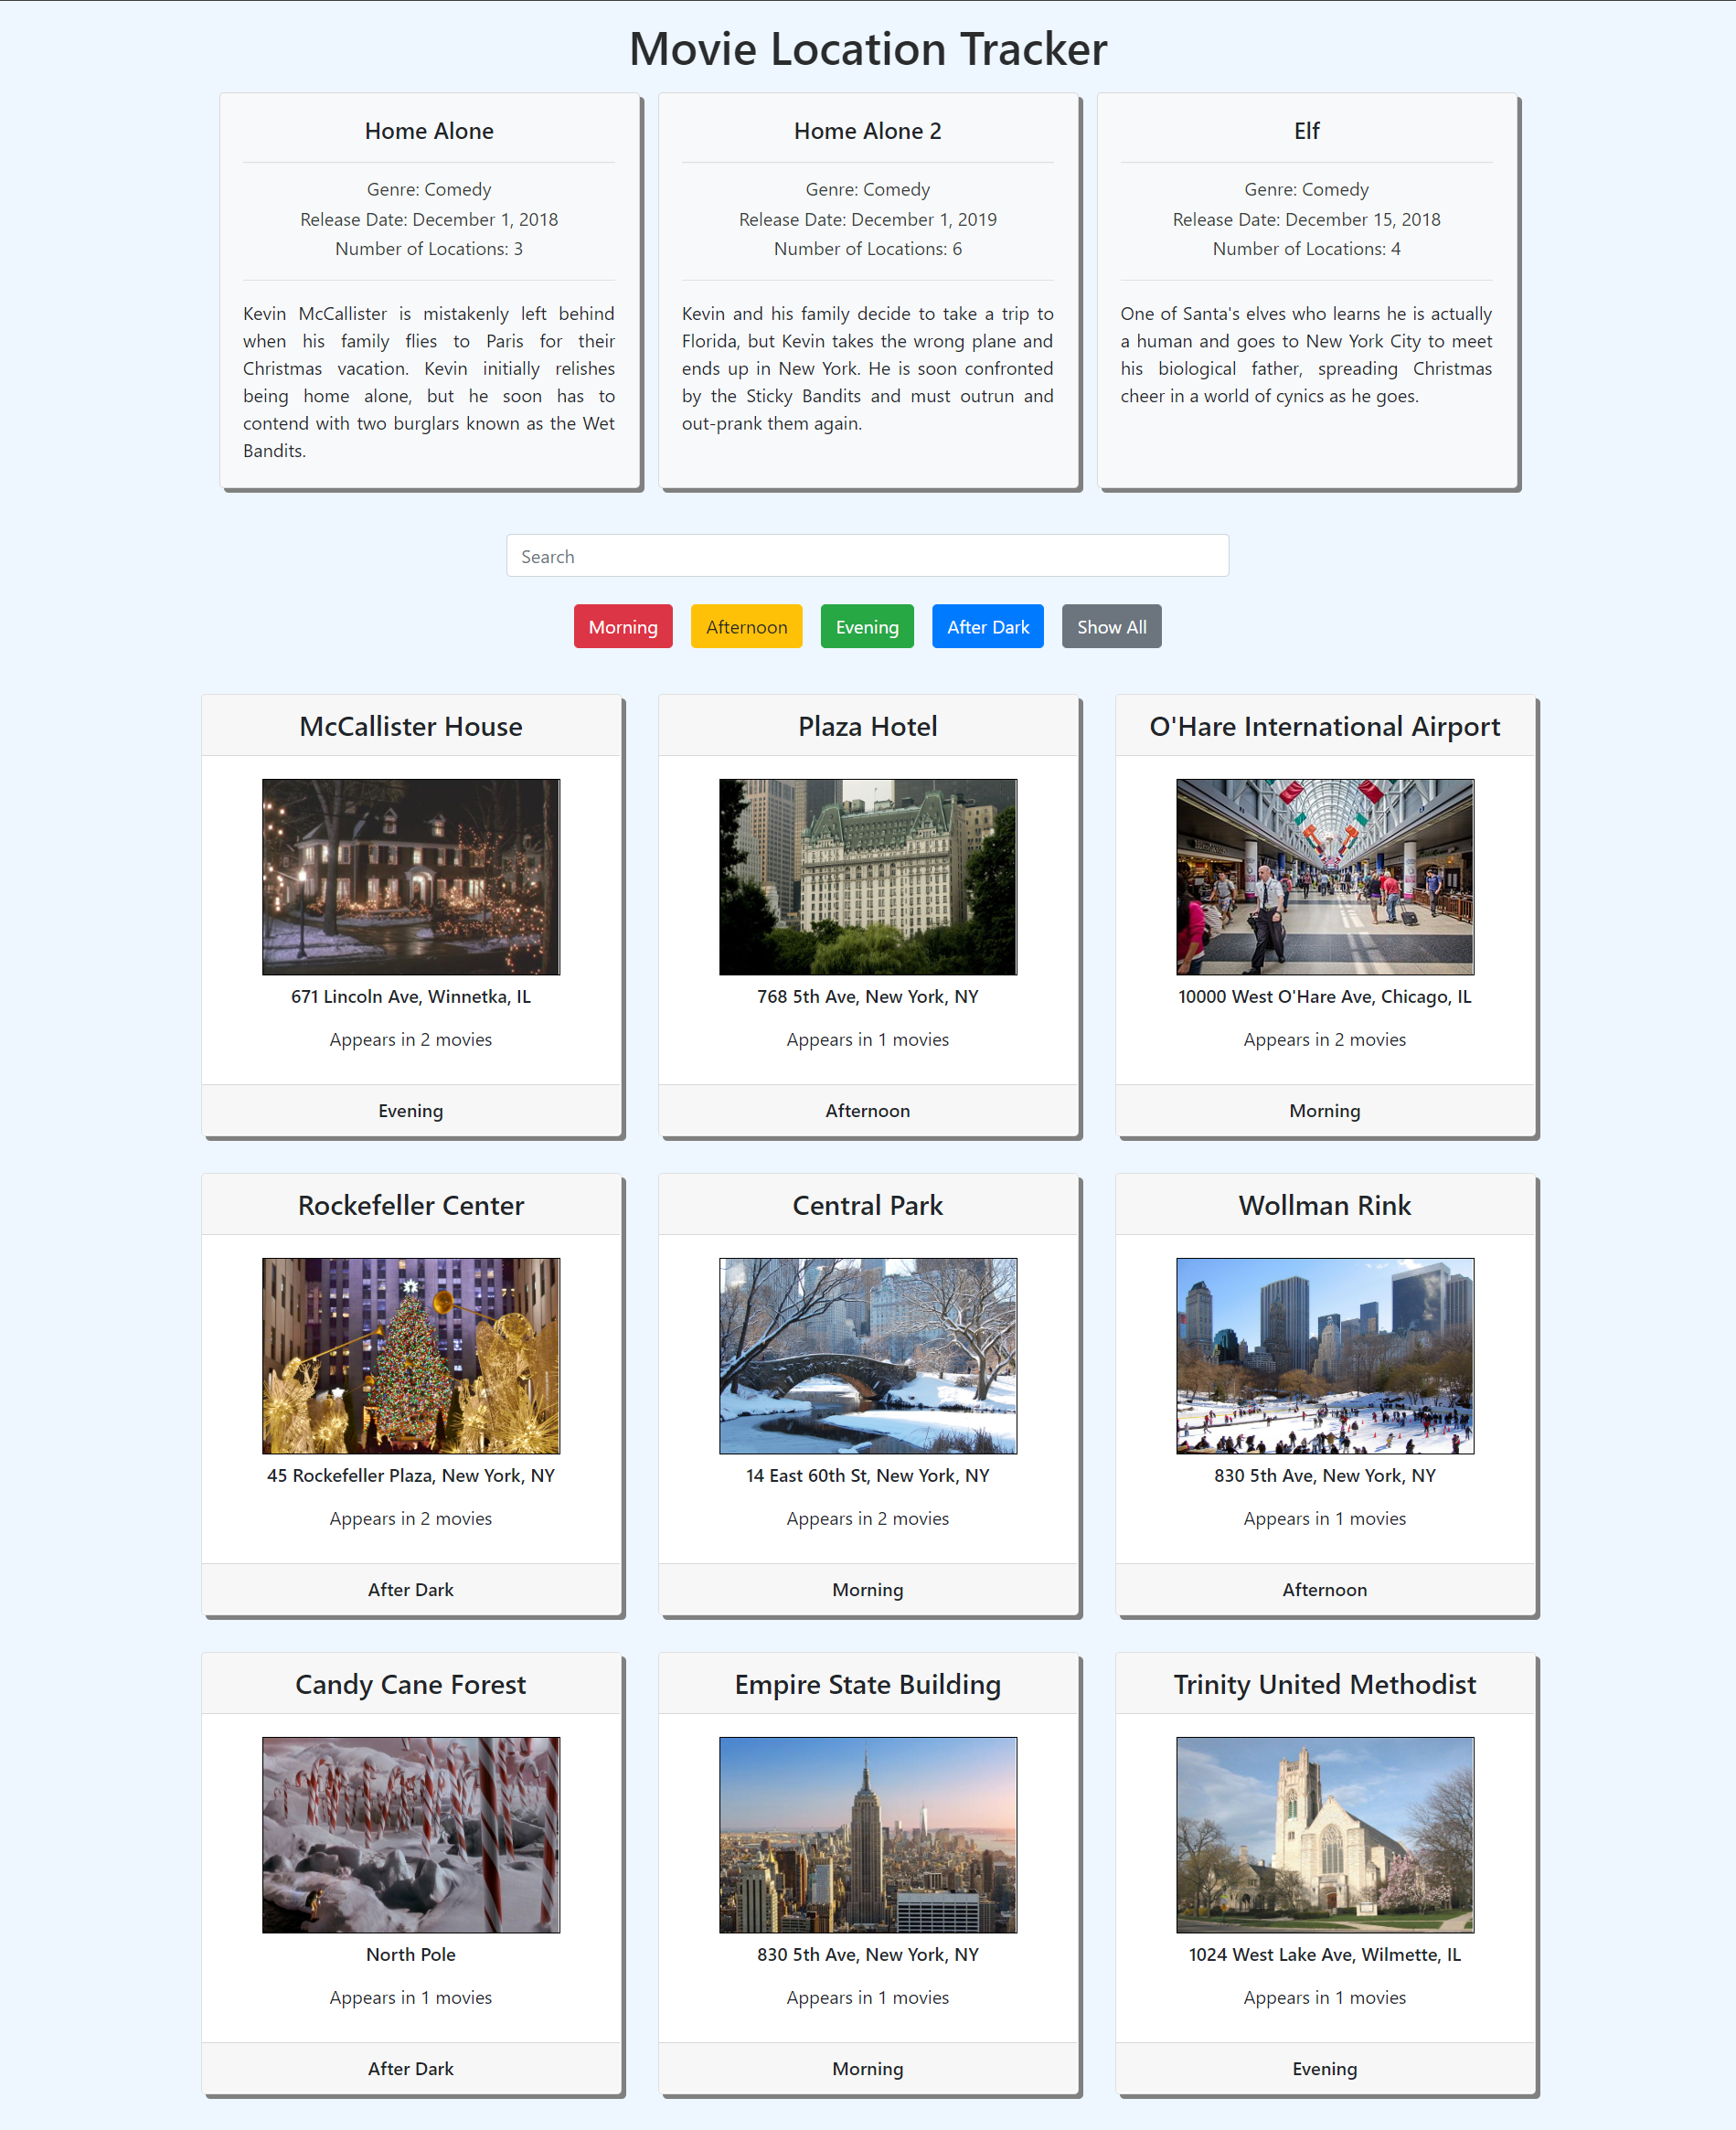 Movie Location Tracker
Home Alone
Genre: Comedy
Release Date: December 1, 2018
Number of Locations: 3
Kevin McCallister is mistakenly left behind
when his family flies to Paris for their
Christmas vacation. Kevin initially relishes
being home alone, but he soon has to
contend with two burglars known as the Wet
Bandits.
Home Alone 2
Genre: Comedy
Release Date: December 1, 2019
Number of Locations: 6
Kevin and his family decide to take a trip to
Florida, but Kevin takes the wrong plane and
ends up in New York. He is soon confronted
by the Sticky Bandits and must outrun and
out-prank them again.
Elf
Genre: Comedy
Release Date: December 15, 2018
Number of Locations: 4
One of Santa's elves who learns he is actually
a human and goes to New York City to meet
his biological father, spreading Christmas
cheer in a world of cynics as he goes.
Search
Morning
Afternoon
Evening
After Dark
Show All
McCallister House
671 Lincoln Ave, Winnetka, IL
Appears in 2 movies
Evening
Plaza Hotel
768 5th Ave, New York, NY
Appears in 1 movies
Afternoon
O'Hare International Airport
10000 West O'Hare Ave, Chicago, IL
Appears in 2 movies
Morning
Rockefeller Center
45 Rockefeller Plaza, New York, NY
Appears in 2 movies
After Dark
Central Park
14 East 60th St, New York, NY
Appears in 2 movies
Morning
Wollman Rink
830 5th Ave, New York, NY
Appears in 1 movies
Afternoon
Candy Cane Forest
North Pole
Appears in 1 movies
After Dark
Empire State Building
830 5th Ave, New York, NY
Appears in 1 movies
Morning
Trinity United Methodist
1024 West Lake Ave, Wilmette, IL
Appears in 1 movies
Evening